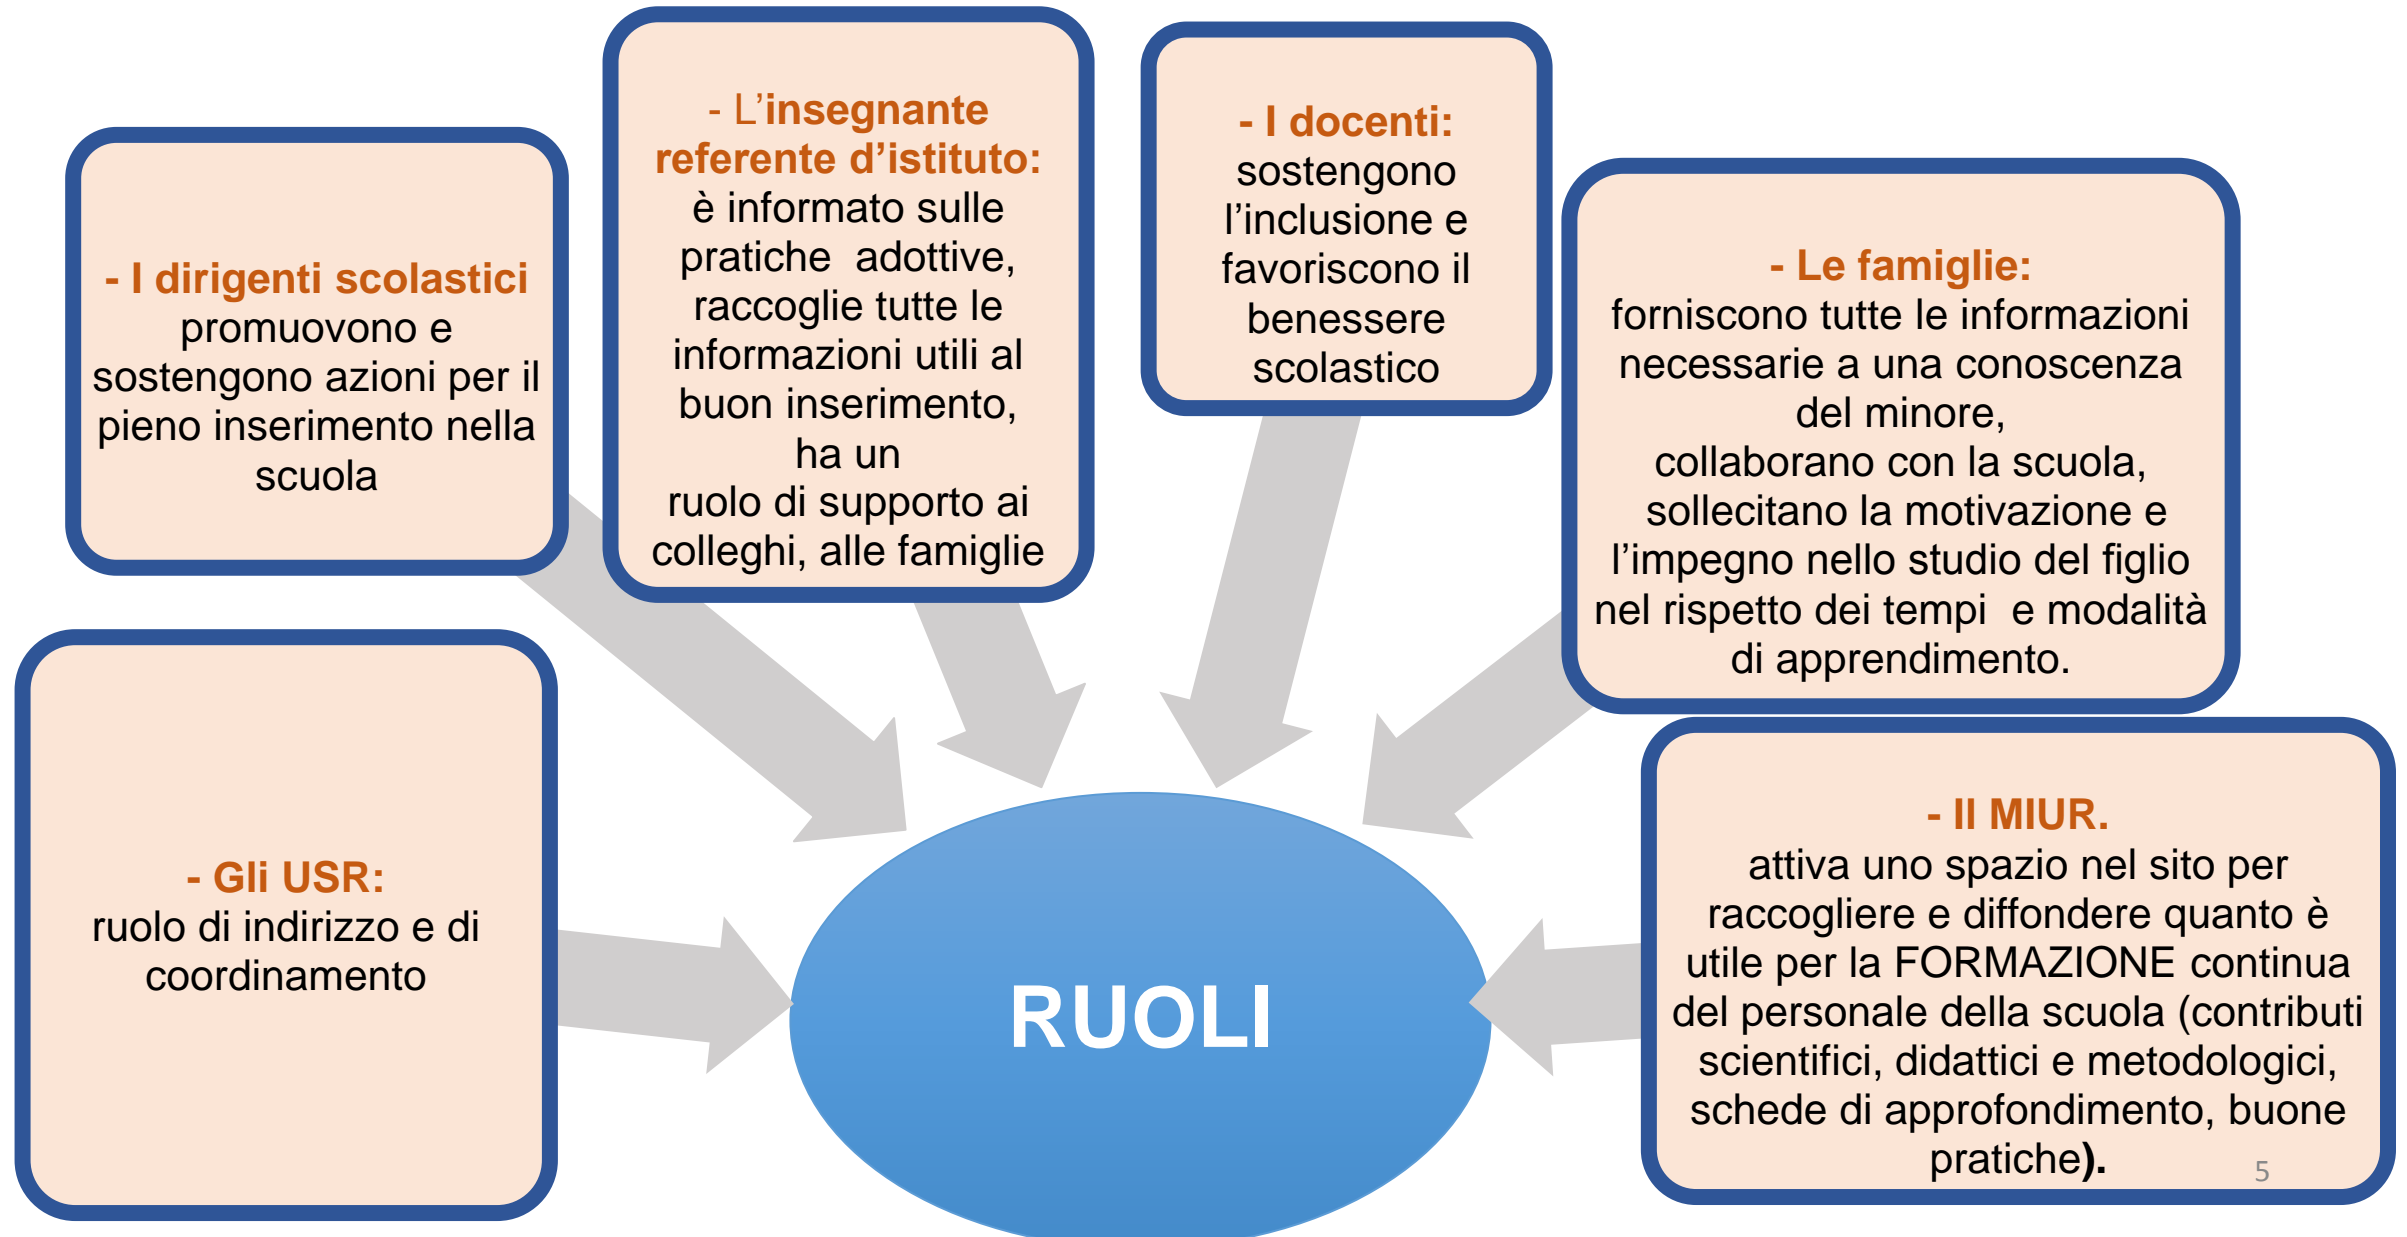 - I dirigenti scolastici
promuovono e
sostengono azioni per il
pieno inserimento nella
scuola
- L’insegnante
referente d’istituto:
è informato sulle
pratiche  adottive,
raccoglie tutte le
informazioni utili al
buon inserimento,
ha un
ruolo di supporto ai
colleghi, alle famiglie
- I docenti:
sostengono
l’inclusione e
favoriscono il
benessere
scolastico
- Le famiglie:
forniscono tutte le informazioni
necessarie a una conoscenza
del minore,
collaborano con la scuola,
sollecitano la motivazione e
l’impegno nello studio del figlio
nel rispetto dei tempi  e modalità
di apprendimento.
- Gli USR:
ruolo di indirizzo e di
coordinamento
RUOLI
- Il MIUR.
attiva uno spazio nel sito per
raccogliere e diffondere quanto è
utile per la FORMAZIONE continua
del personale della scuola (contributi
scientifici, didattici e metodologici,
schede di approfondimento, buone
pratiche).
5